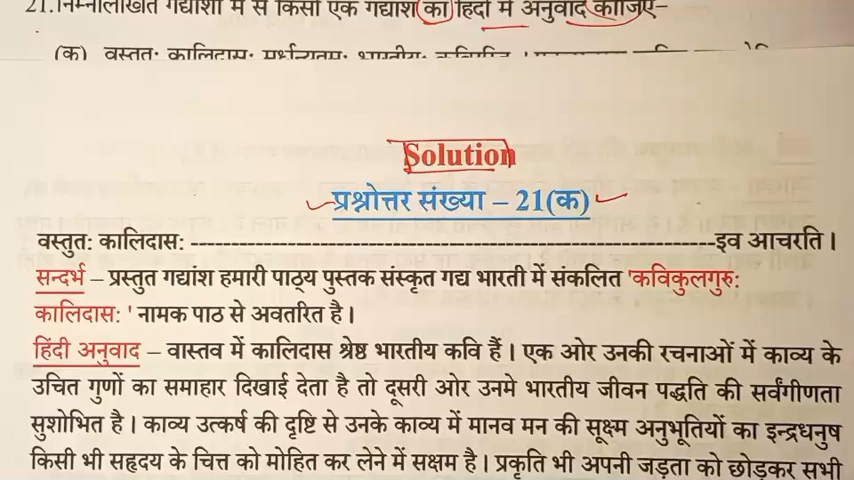 21.निम्नलिखित गद्यांशों में से किसी एक गद्यांश का हिंदी में अनुवाद कीजिए–
(क) वस्तुतः कालिदासः मूर्धन्यतमः भारतीयः
Solution
प्रश्नोत्तर संख्या – 21(क)
वस्तुत: कालिदास: ------------------------------------------------------------इव आचरति ।
सन्दर्भ – प्रस्तुत गद्यांश हमारी पाठ्य पुस्तक संस्कृत गद्य भारती में संकलित 'कविकुलगुरु:
कालिदास: ' नामक पाठ से अवतरित है ।
हिंदी अनुवाद – वास्तव में कालिदास श्रेष्ठ भारतीय कवि हैं । एक ओर उनकी रचनाओं में काव्य के
उचित गुणों का समाहार दिखाई देता है तो दूसरी ओर उनमे भारतीय जीवन पद्धति की सर्वंगीणता
सुशोभित है । काव्य उत्कर्ष की दृष्टि से उनके काव्य में मानव मन की सूक्ष्म अनुभूतियों का इन्द्रधनुष
किसी भी सहृदय के चित्त को मोहित कर लेने में सक्षम है । प्रकृति भी अपनी जड़ता को छोड़कर सभी